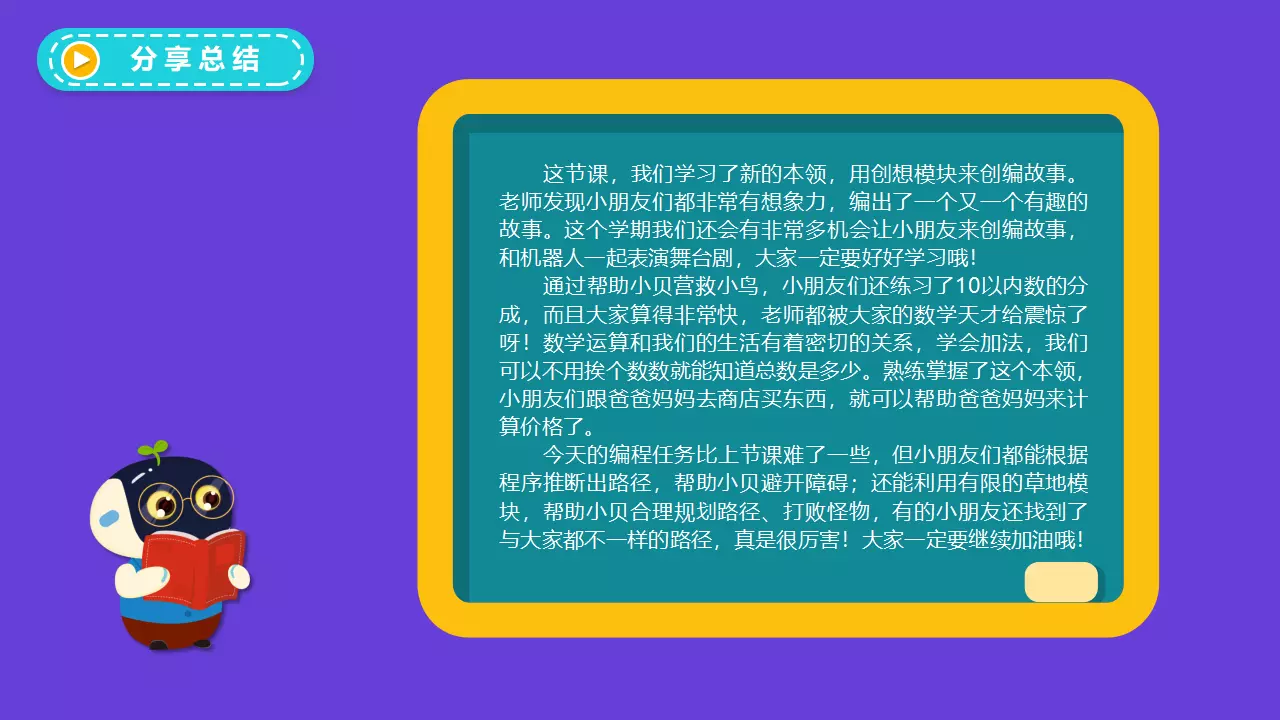 分享总结
这节课，我们学习了新的本领，用创想模块来创编故事。
老师发现小朋友们都非常有想象力，编出了一个又一个有趣的
故事。这个学期我们还会有非常多机会让小朋友来创编故事，
和机器人一起表演舞台剧，大家一定要好好学习哦！
通过帮助小贝营救小鸟，小朋友们还练习了10以内数的分
成，而且大家算得非常快，老师都被大家的数学天才给震惊了
呀！数学运算和我们的生活有着密切的关系，学会加法，我们
可以不用挨个数数就能知道总数是多少。熟练掌握了这个本领，
小朋友们跟爸爸妈妈去商店买东西，就可以帮助爸爸妈妈来计
算价格了。
今天的编程任务比上节课难了一些，但小朋友们都能根据
程序推断出路径，帮助小贝避开障碍；还能利用有限的草地模
块，帮助小贝合理规划路径、打败怪物，有的小朋友还找到了
与大家都不一样的路径，真是很厉害！大家一定要继续加油哦！